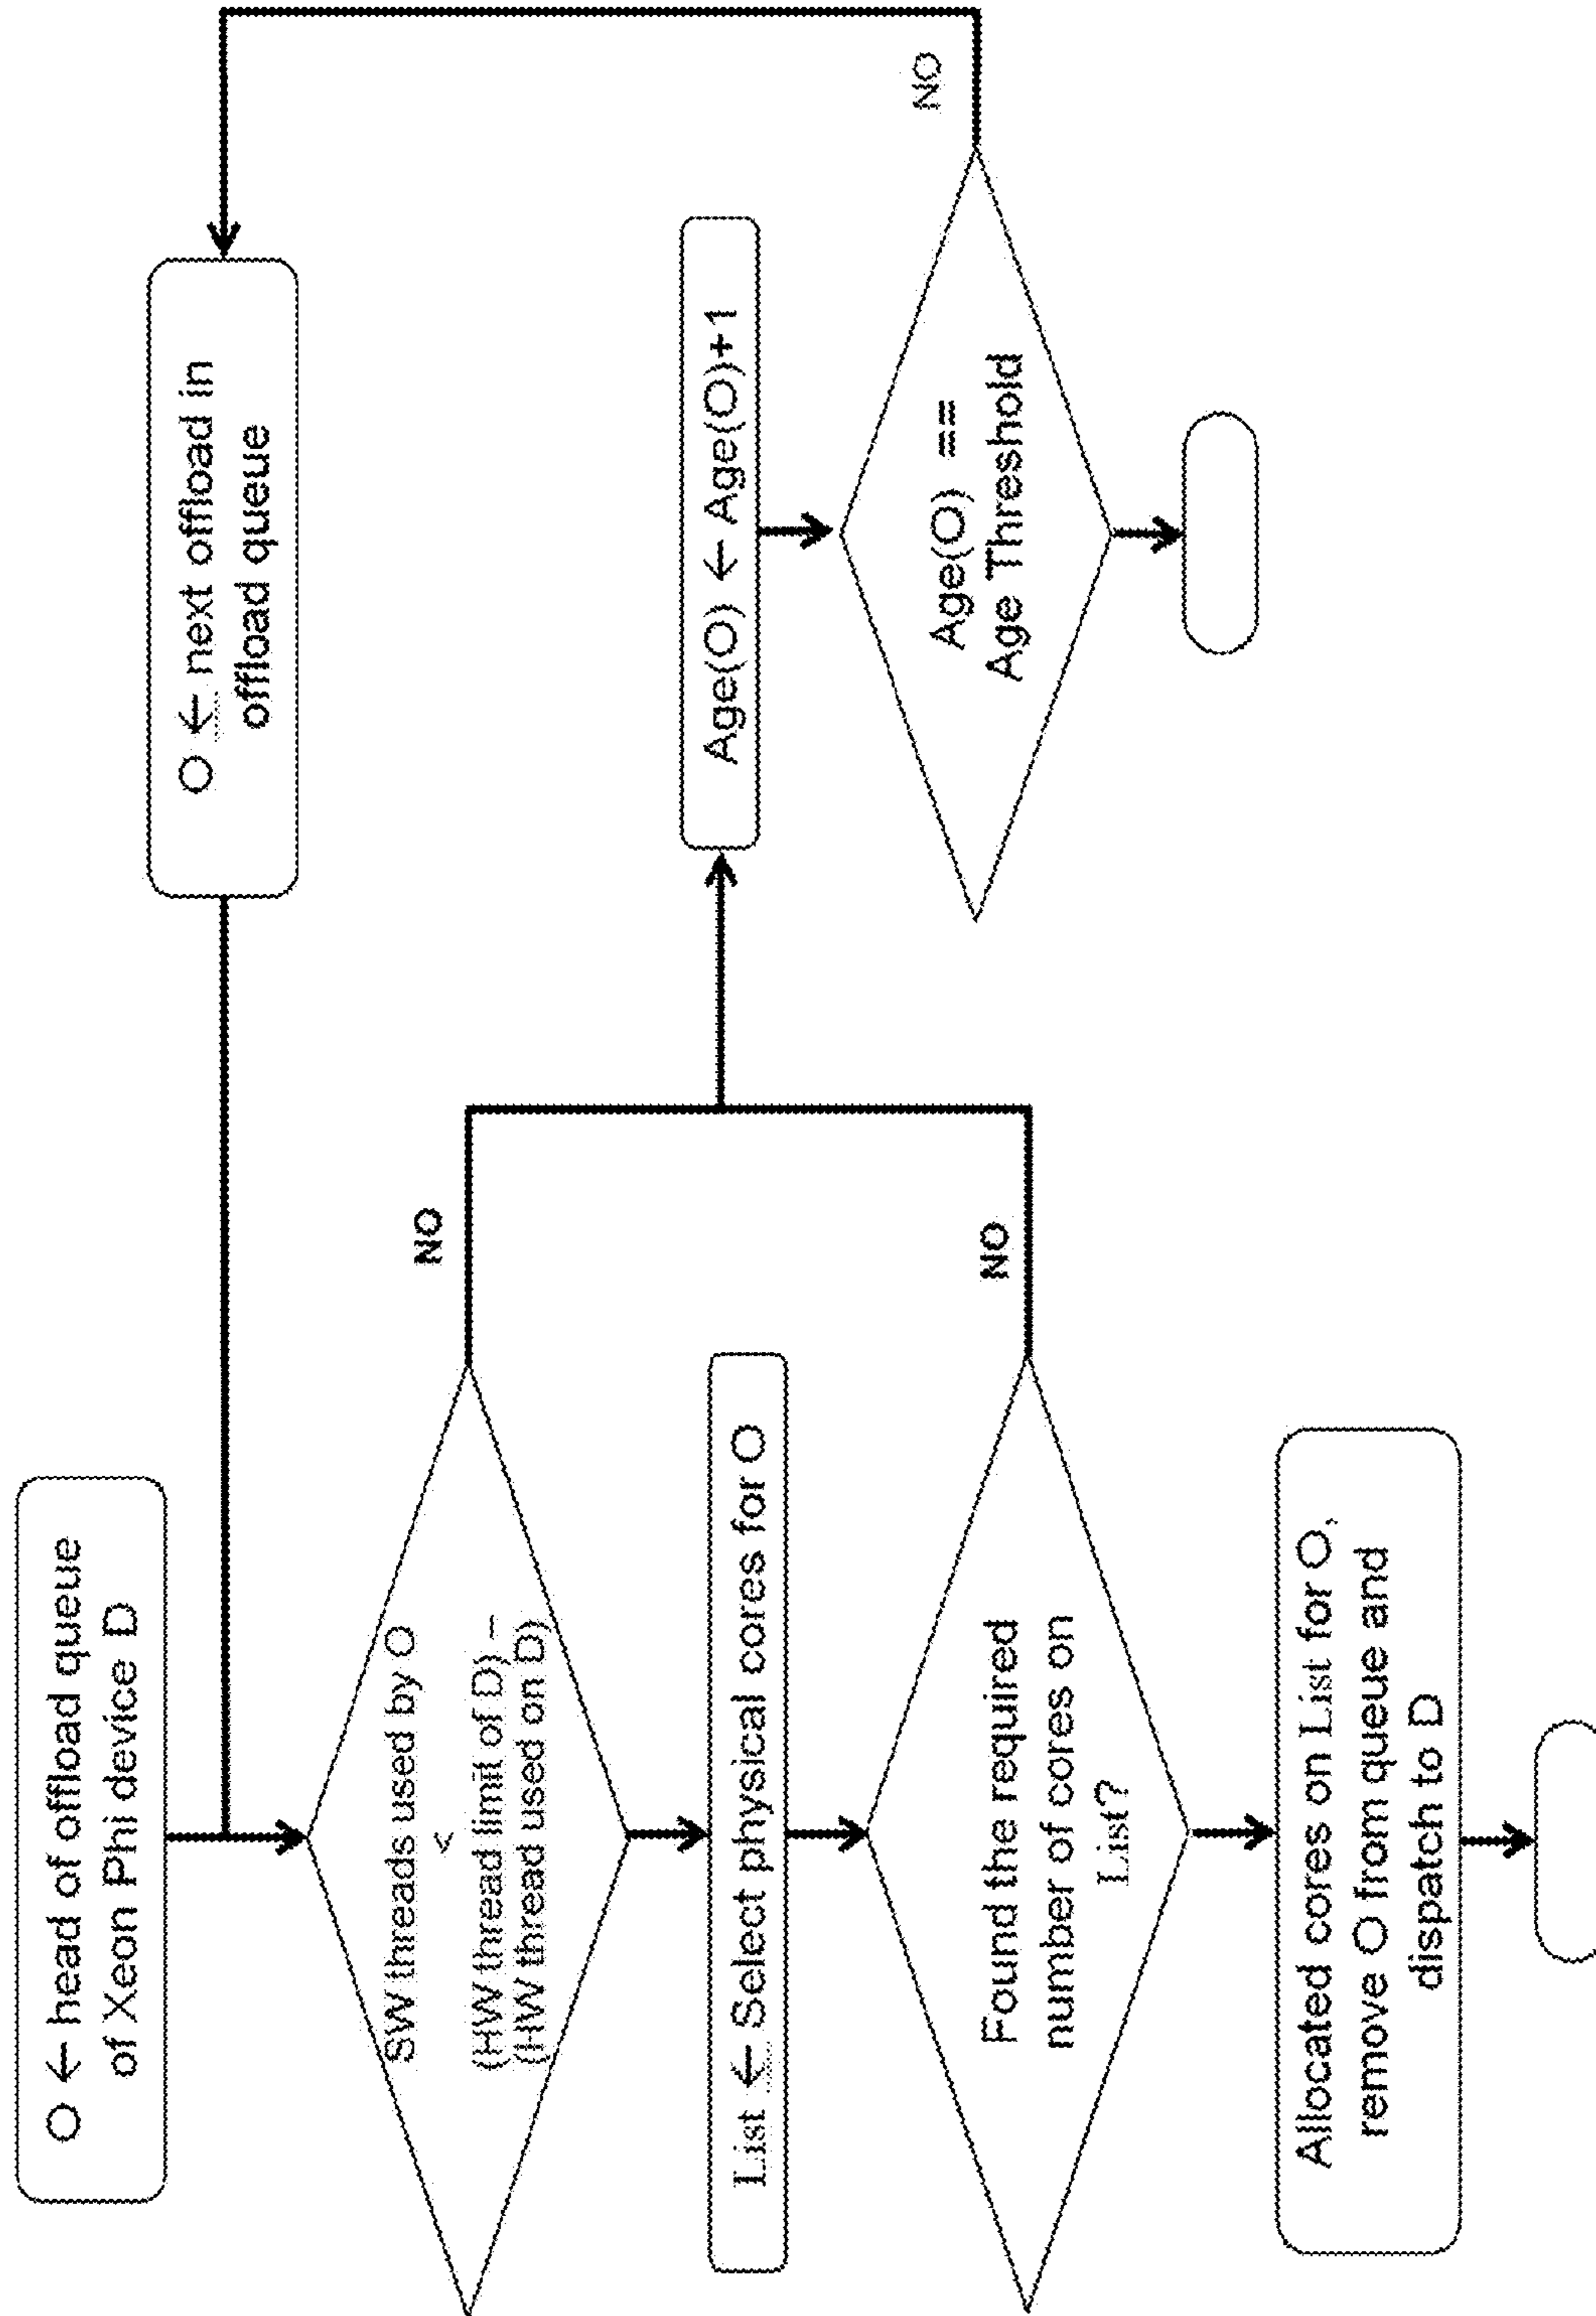 O ← head of offload queue
of Xeon Phi device D
SW threads used by O
<
(HW thread limit of D) –
(HW thread used on D)
NO
List ← Select physical cores for O
Found the required
number of cores on
List?
NO
Allocated cores on List for O,
remove O from queue and
dispatch to D
O ← next offload in
offload queue
Age(O) ← Age(O)+1
Age(O) ==
Age Threshold
NO